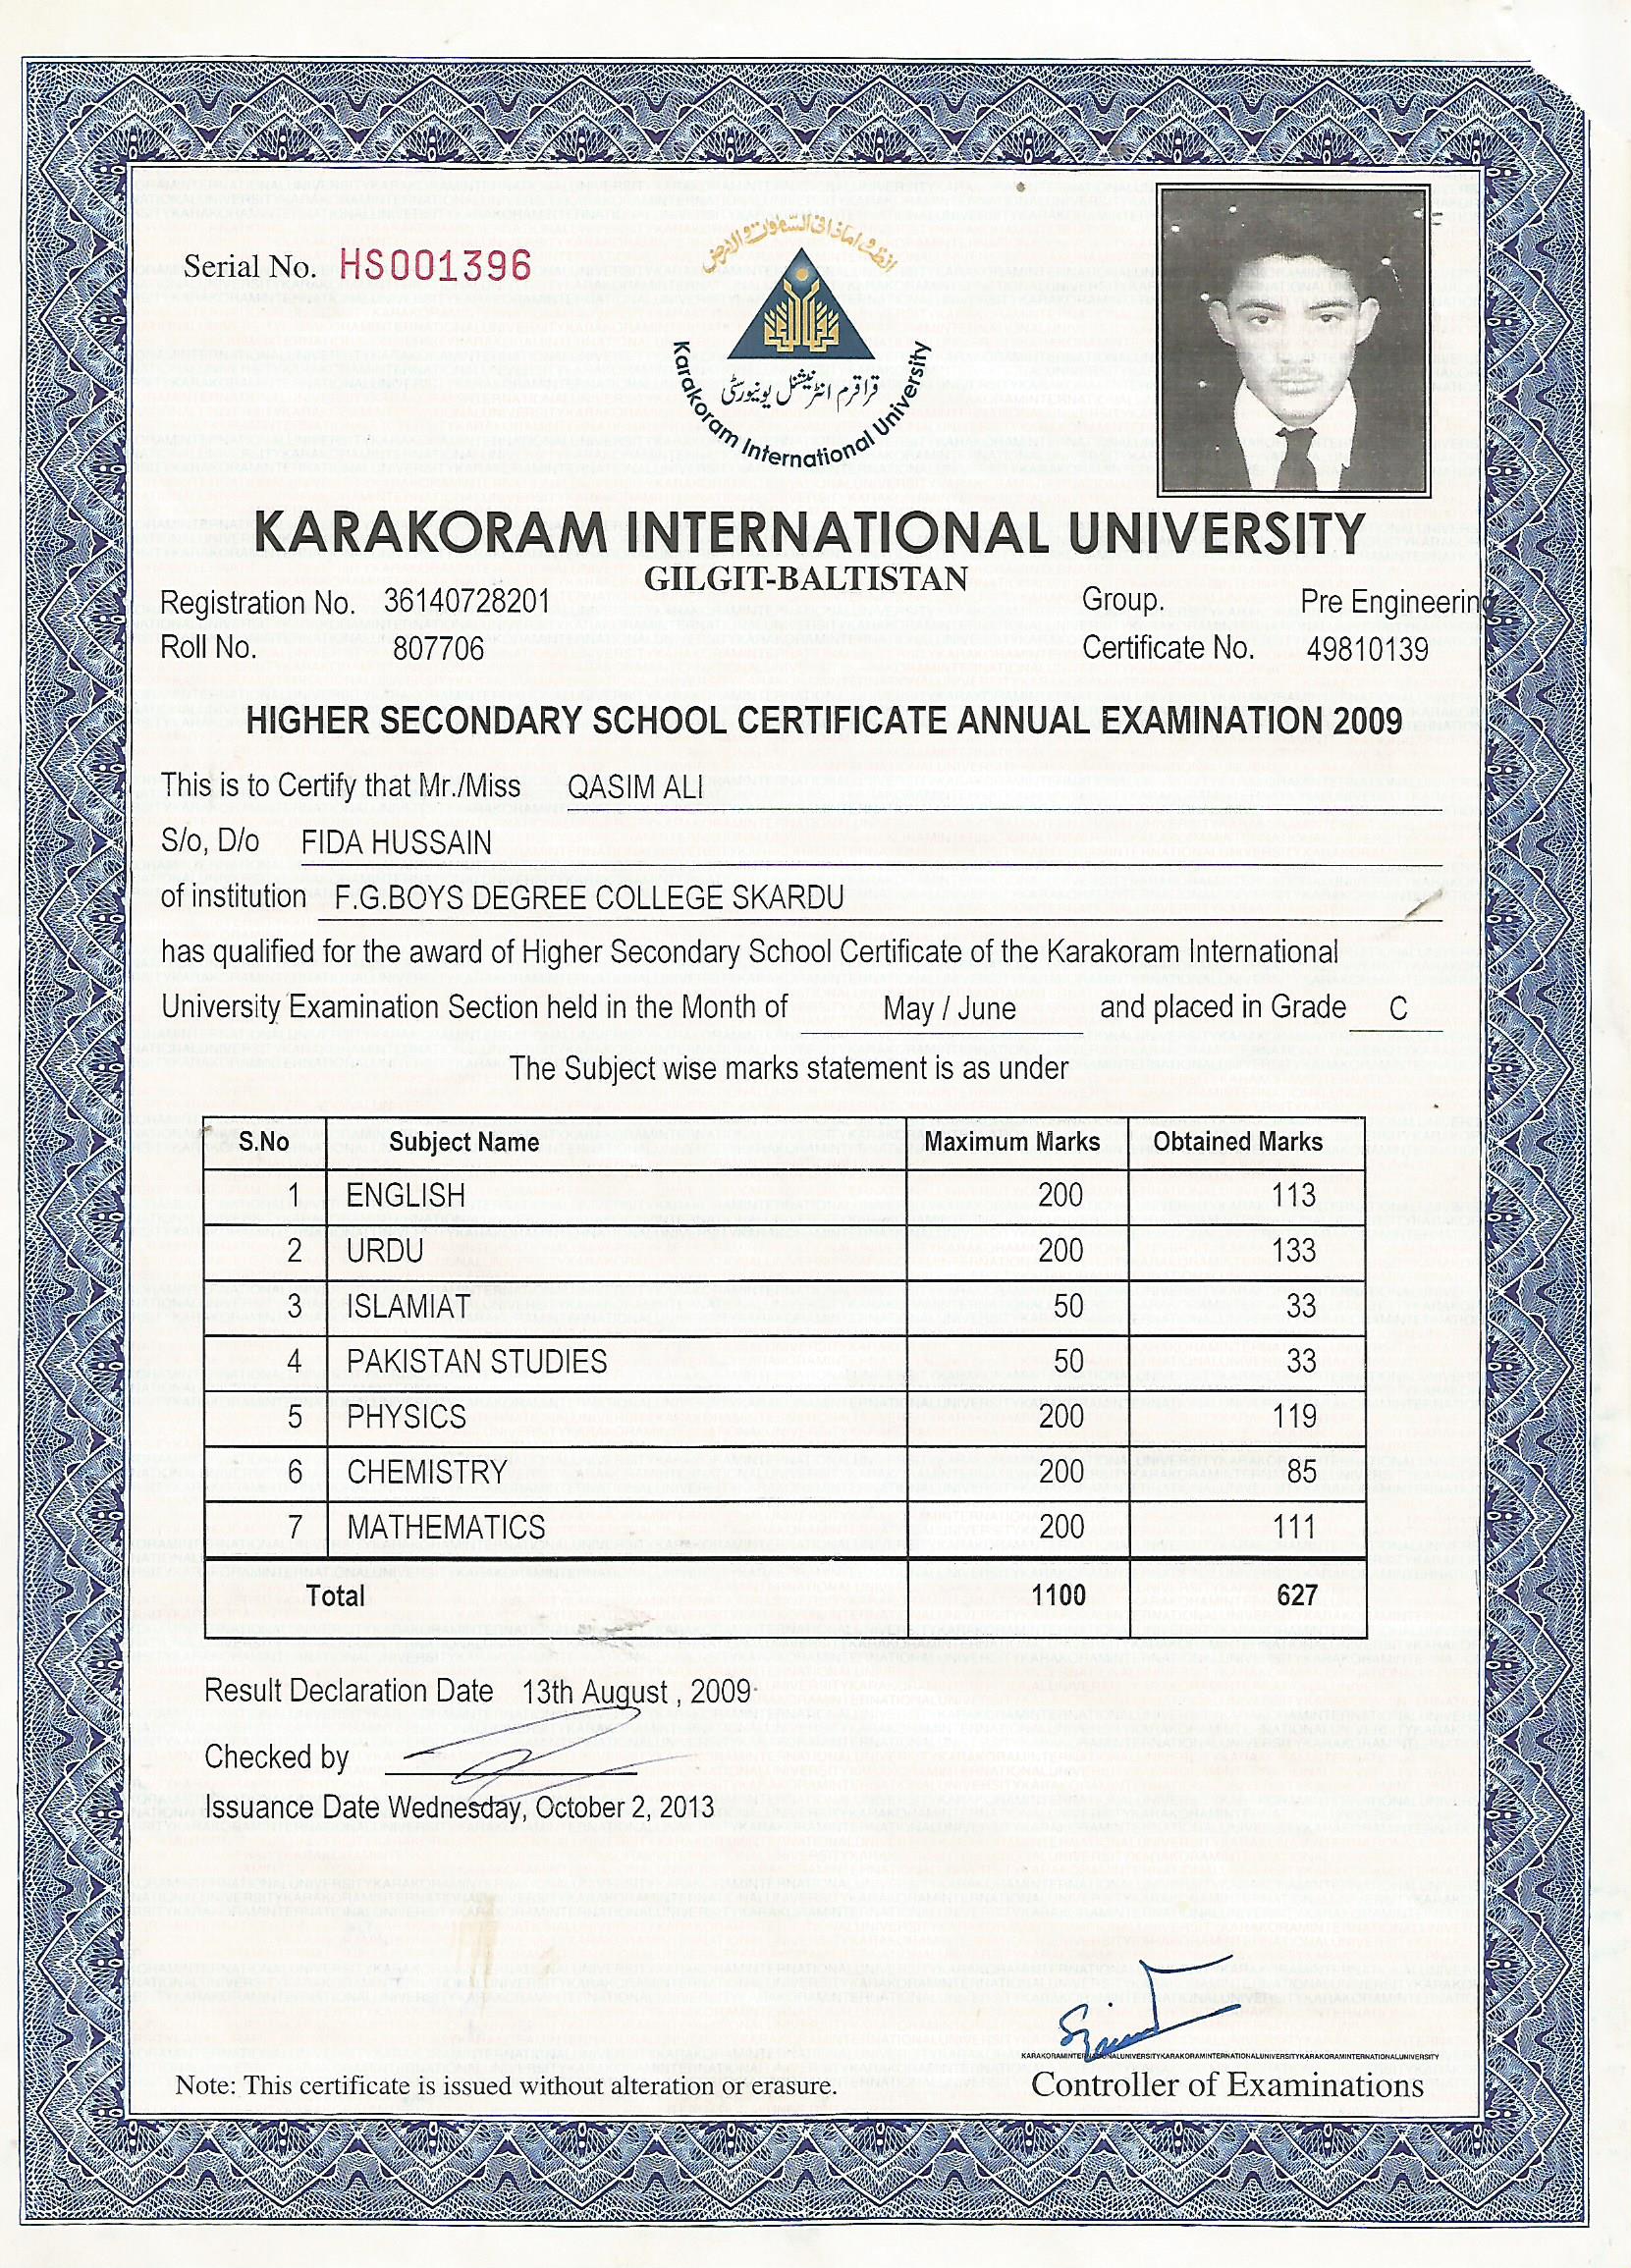 Serial No. HS001396
انظروا ماذا فی السمٰوٰت و الارض
قراقرم انٹرنیشنل یونیورسٹی
Karakoram International University
KARAKORAM INTERNATIONAL UNIVERSITY
GILGIT-BALTISTAN
Registration No. 36140728201 Group. Pre Engineering
Roll No. 807706 Certificate No. 49810139
HIGHER SECONDARY SCHOOL CERTIFICATE ANNUAL EXAMINATION 2009
This is to Certify that Mr./Miss QASIM ALI
S/o, D/o FIDA HUSSAIN
of institution F.G.BOYS DEGREE COLLEGE SKARDU
has qualified for the award of Higher Secondary School Certificate of the Karakoram International
University Examination Section held in the Month of May / June and placed in Grade C
The Subject wise marks statement is as under
S.No Subject Name Maximum Marks Obtained Marks
1 ENGLISH 200 113
2 URDU 200 133
3 ISLAMIAT 50 33
4 PAKISTAN STUDIES 50 33
5 PHYSICS 200 119
6 CHEMISTRY 200 85
7 MATHEMATICS 200 111
Total 1100 627
Result Declaration Date 13th August , 2009
Checked by
Issuance Date Wednesday, October 2, 2013
KARAKORAMINTERNATIONALUNIVERSITYKARAKORAMINTERNATIONALUNIVERSITYKARAKORAMINTERNATIONALUNIVERSITY
Note: This certificate is issued without alteration or erasure. Controller of Examinations